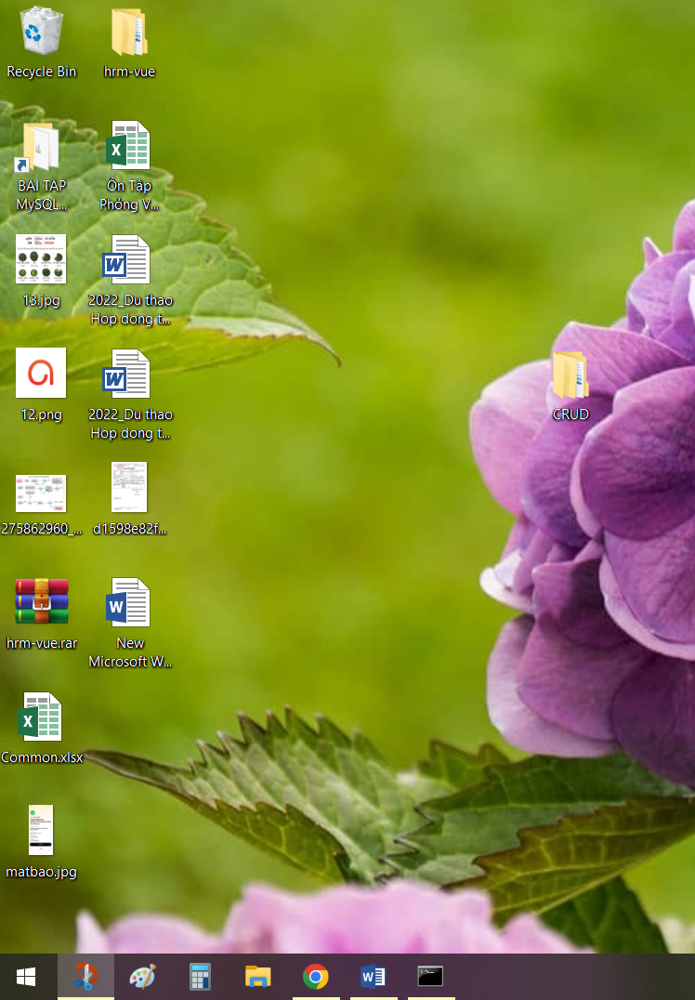 Recycle Bin
hrm-vue
BAI TAP
MySQL...
Ôn Tập
Phỏng V...
13.jpg
2022_Du thao
Hop dong t...
12.png
2022_Du thao
Hop dong t...
CRUD
275862960_...
d1598e82f...
hrm-vue.rar
New
Microsoft W...
Common.xlsx
matbao.jpg